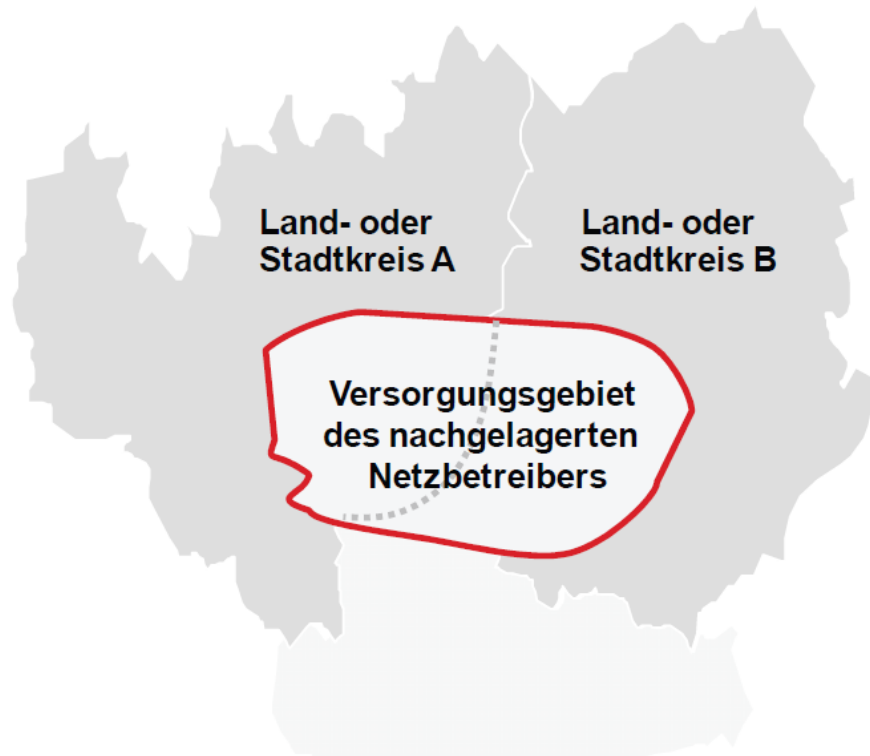 Land- oder
Stadtkreis A
Land- oder
Stadtkreis B
Versorgungsgebiet
des nachgelagerten
Netzbetreibers